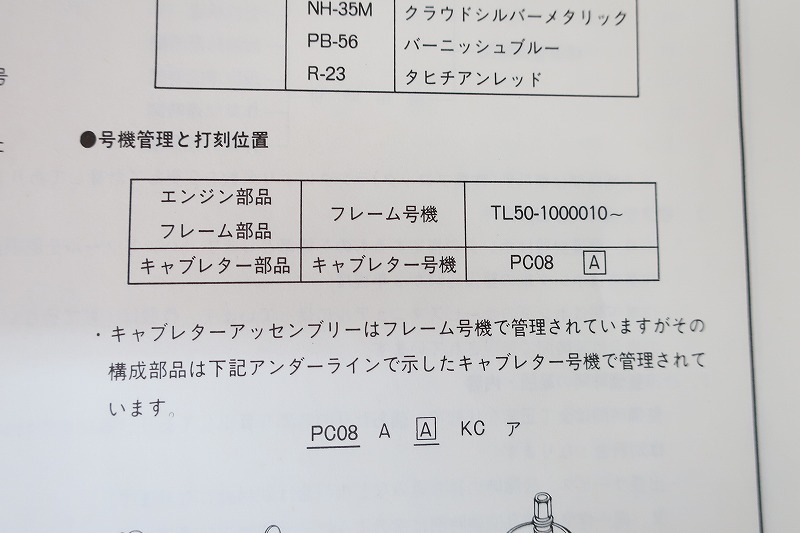 NH-35M クラウドシルバーメタリック
PB-56 バーニッシュブルー
R-23 タヒチアンレッド
号
●号機管理と打刻位置
エンジン部品
フレーム部品
フレーム号機
TL50-1000010～
キャブレター部品 キャブレター号機 PC08 A
・キャブレターアッセンブリーはフレーム号機で管理されていますがその
構成部品は下記アンダーラインで示したキャブレター号機で管理されて
います。
PC08 A A KC ア